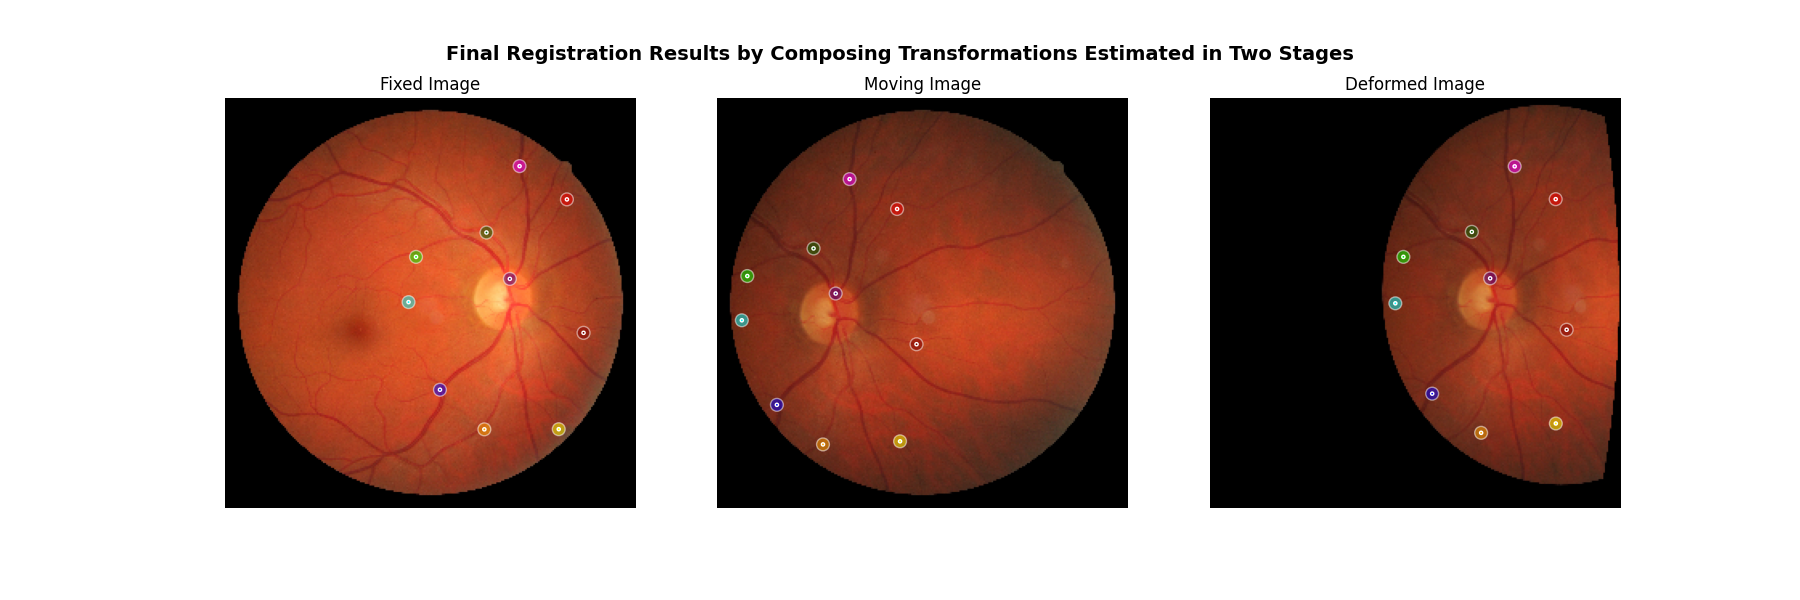 Final Registration Results by Composing Transformations Estimated in Two Stages
Fixed Image
Moving Image
Deformed Image